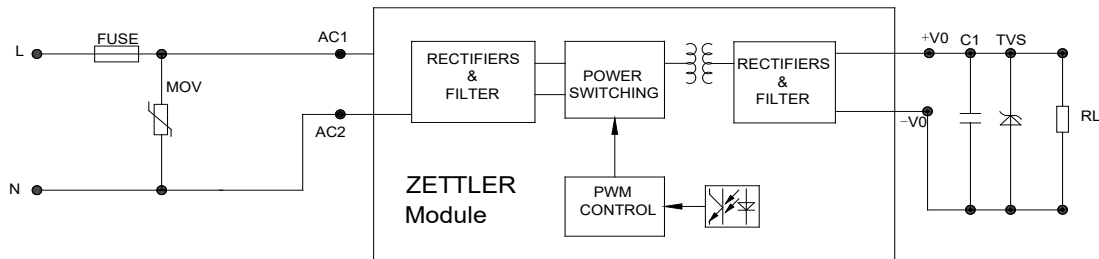 L
FUSE
MOV
N
AC1
AC2
RECTIFIERS
&
FILTER
POWER
SWITCHING
RECTIFIERS
&
FILTER
ZETTLER
Module
PWM
CONTROL
+V0
C1
TVS
−V0
RL